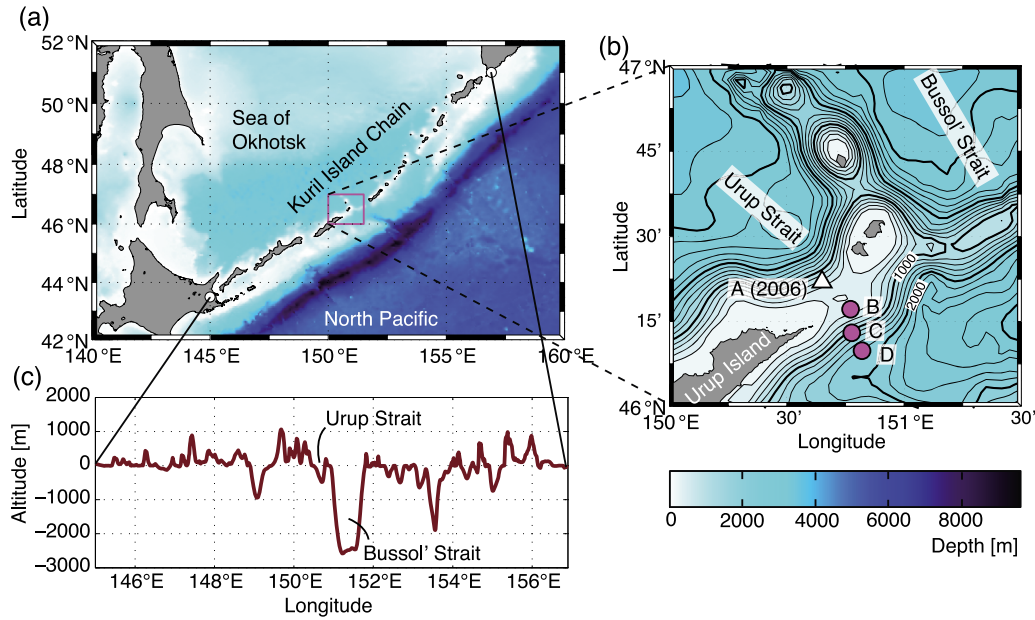 (a)
52°N
50°N
48°N
46°N
44°N
42°N
Latitude
140°E
145°E
150°E
155°E
160°E
Sea of
Okhotsk
Kuril Island Chain
North Pacific
(b)
47°N
45'
30'
15'
46°N
Latitude
150°E
30'
151°E
30'
Longitude
Bussol' Strait
Urup Strait
A (2006)
B
C
D
1000
2000
Urup Island
0
2000
4000
6000
8000
Depth [m]
(c)
2000
1000
0
−1000
−2000
−3000
Altitude [m]
Urup Strait
Bussol' Strait
146°E
148°E
150°E
152°E
154°E
156°E
Longitude